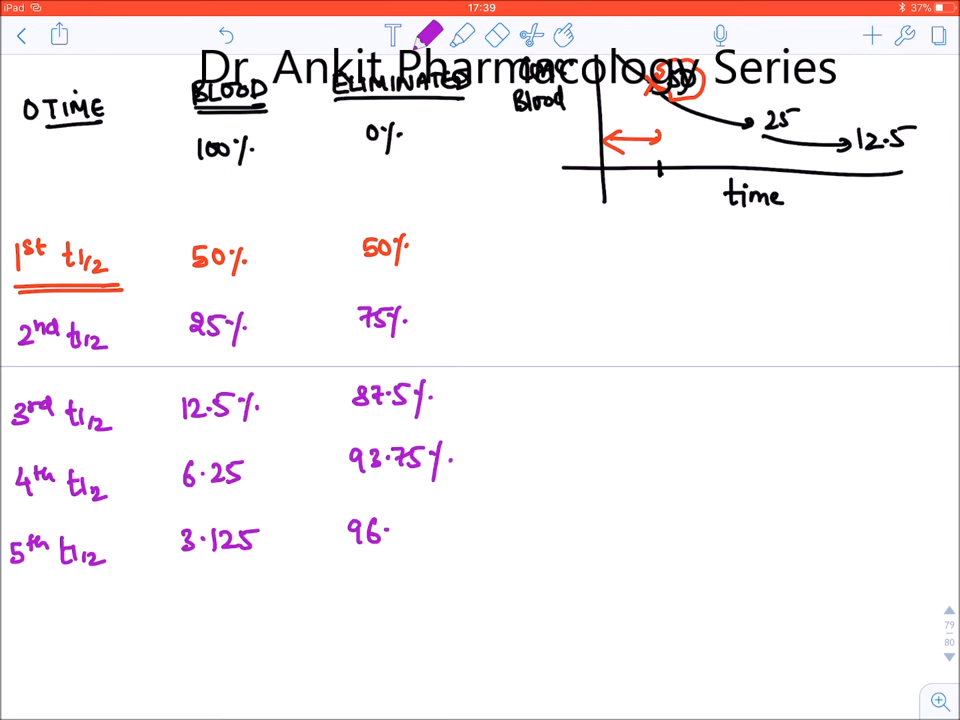 iPad 17:39 37%
T
Dr. Ankit Pharmacology Series
0 TIME BLOOD ELIMINATED
100% 0%
Conc
Blood
50
25
12.5
time
1st t1/2 50% 50%
2nd t1/2 25% 75%
3rd t1/2 12.5% 87.5%
4th t1/2 6.25 93.75%
5th t1/2 3.125 96.
79
80